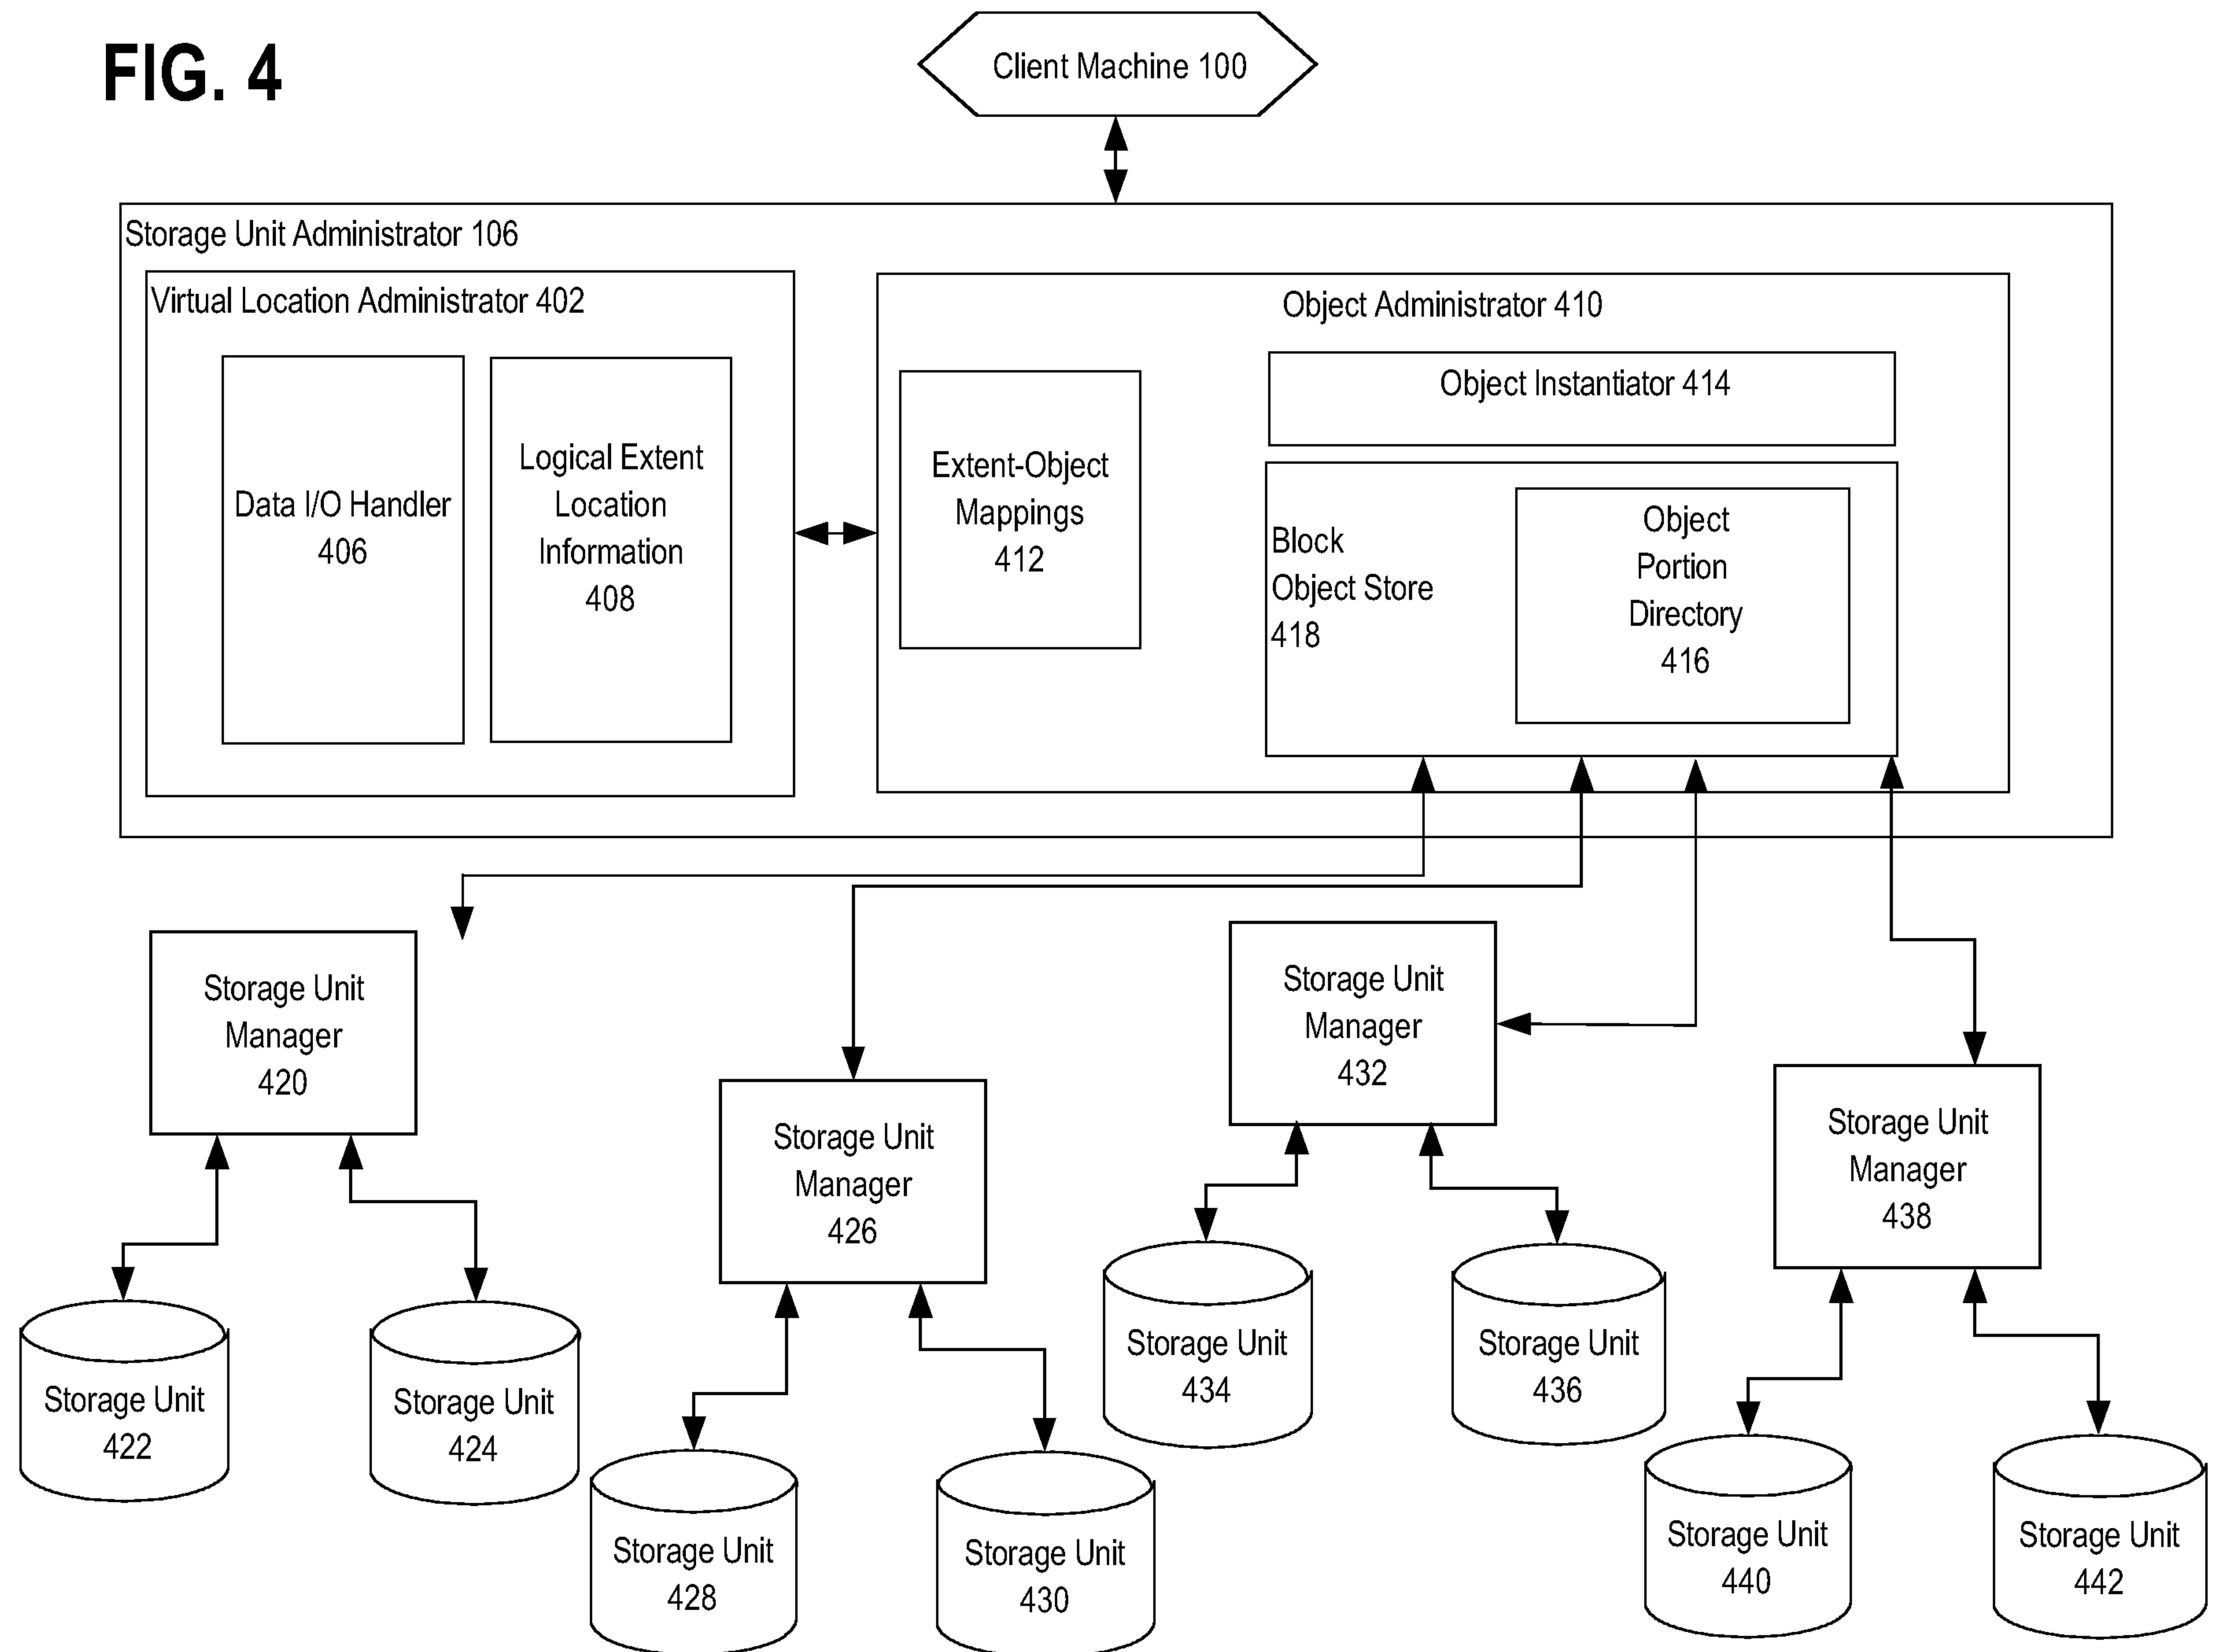 FIG. 4
Client Machine 100
Storage Unit Administrator 106
Virtual Location Administrator 402
Data I/O Handler
406
Logical Extent
Location
Information
408
Object Administrator 410
Extent-Object
Mappings
412
Object Instantiator 414
Block
Object Store
418
Object
Portion
Directory
416
Storage Unit
Manager
420
Storage Unit
Manager
426
Storage Unit
Manager
432
Storage Unit
Manager
438
Storage Unit
422
Storage Unit
424
Storage Unit
428
Storage Unit
430
Storage Unit
434
Storage Unit
436
Storage Unit
440
Storage Unit
442